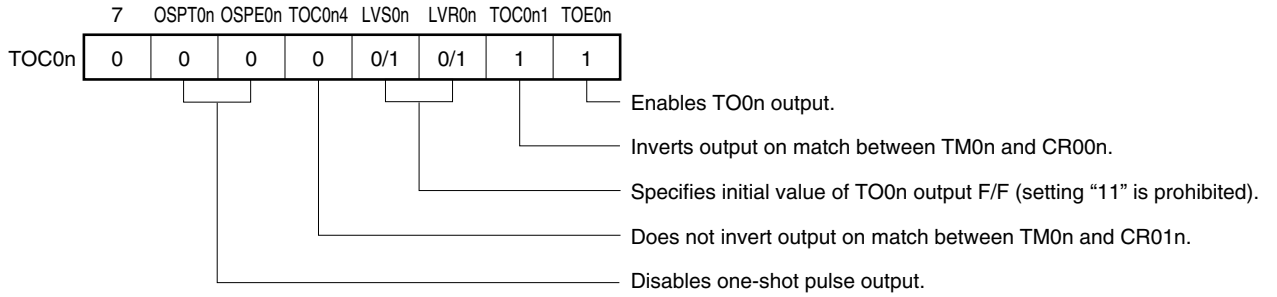 7 OSPT0n OSPE0n TOC0n4 LVS0n LVR0n TOC0n1 TOE0n
TOC0n 0 0 0 0 0/1 0/1 1 1
Enables TO0n output.
Inverts output on match between TM0n and CR00n.
Specifies initial value of TO0n output F/F (setting “11” is prohibited).
Does not invert output on match between TM0n and CR01n.
Disables one-shot pulse output.